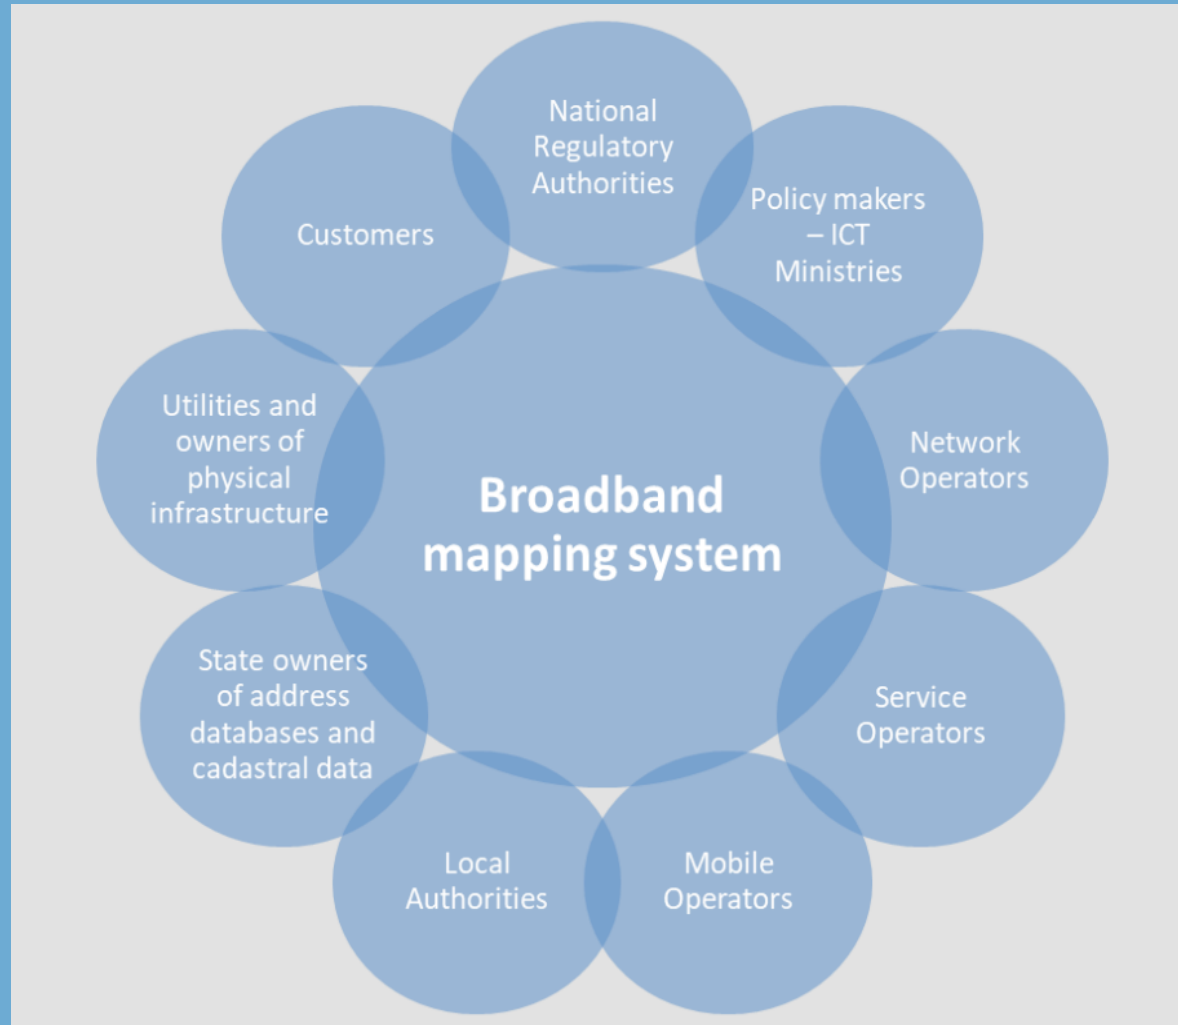 National
Regulatory
Authorities
Policy makers
– ICT
Ministries
Network
Operators
Service
Operators
Mobile
Operators
Local
Authorities
State owners
of address
databases and
cadastral data
Utilities and
owners of
physical
infrastructure
Customers
Broadband
mapping system